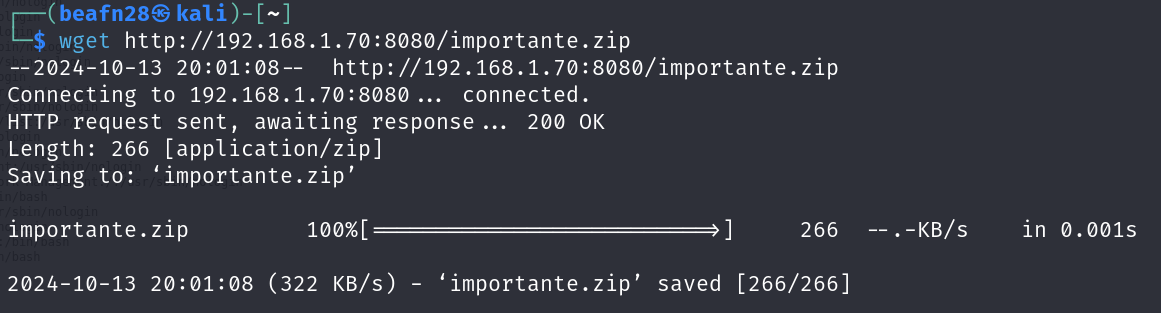 ┌──(beafn28㉿kali)-[~]
└─$ wget http://192.168.1.70:8080/importante.zip
--2024-10-13 20:01:08--  http://192.168.1.70:8080/importante.zip
Connecting to 192.168.1.70:8080... connected.
HTTP request sent, awaiting response... 200 OK
Length: 266 [application/zip]
Saving to: ‘importante.zip’
importante.zip 100%[==========================>] 266 --.-KB/s in 0.001s
2024-10-13 20:01:08 (322 KB/s) - ‘importante.zip’ saved [266/266]